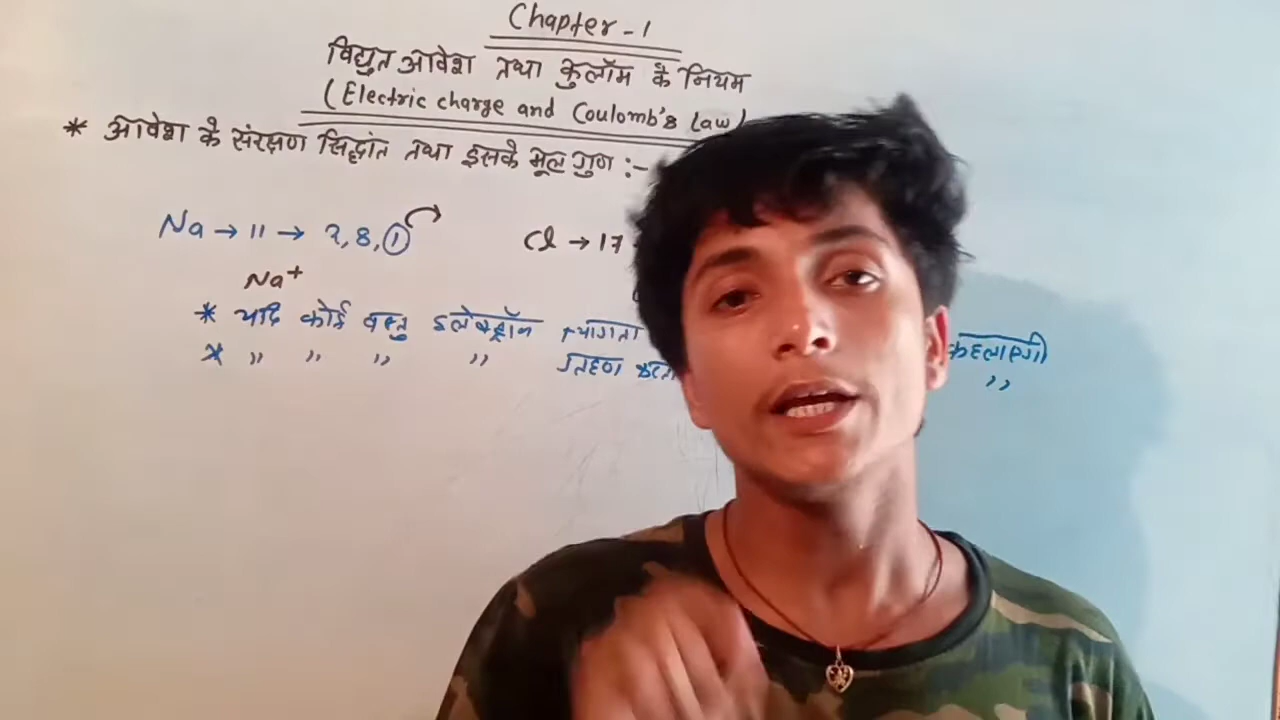 Chapter - 1
विद्युत आवेश तथा कुलॉम के नियम
(Electric charge and Coulomb's Law)
* आवेश के संरक्षण सिद्धांत तथा इसके मूल गुण :-
Na → 11 → 2, 8, 1 Cl → 17
Na+
* यदि कोई वस्तु इलेक्ट्रॉन त्यागता कहलाएगी
* ,, ,, ,, ,, ग्रहण करता ,,